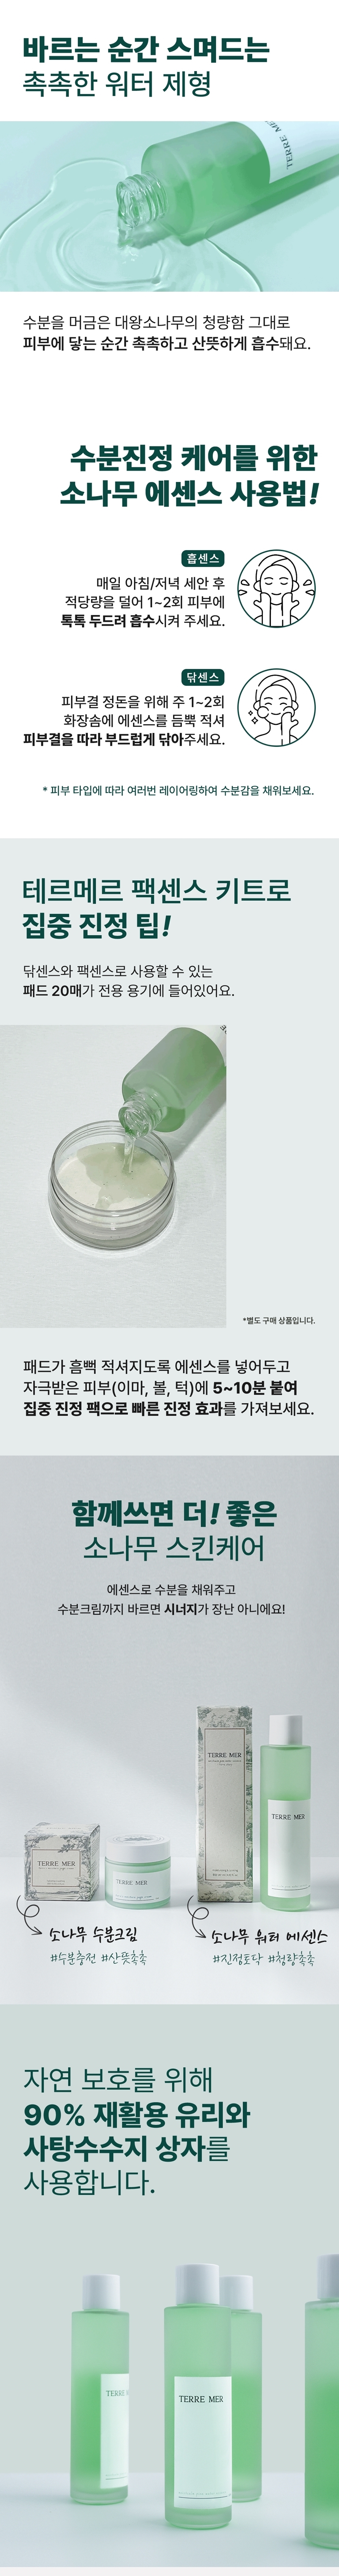 바르는 순간 스며드는
촉촉한 워터 제형
TERRE ME
수분을 머금은 대왕소나무의 청량함 그대로
피부에 닿는 순간 촉촉하고 산뜻하게 흡수돼요.
수분진정 케어를 위한
소나무 에센스 사용법!
흡센스
매일 아침/저녁 세안 후
적당량을 덜어 1~2회 피부에
톡톡 두드려 흡수시켜 주세요.
닦센스
피부결 정돈을 위해 주 1~2회
화장솜에 에센스를 듬뿍 적셔
피부결을 따라 부드럽게 닦아주세요.
* 피부 타입에 따라 여러번 레이어링하여 수분감을 채워보세요.
테르메르 팩센스 키트로
집중 진정 팁!
닦센스와 팩센스로 사용할 수 있는
패드 20매가 전용 용기에 들어있어요.
*별도 구매 상품입니다.
패드가 흠뻑 적셔지도록 에센스를 넣어두고
자극받은 피부(이마, 볼, 턱)에 5~10분 붙여
집중 진정 팩으로 빠른 진정 효과를 가져보세요.
함께쓰면 더! 좋은
소나무 스킨케어
에센스로 수분을 채워주고
수분크림까지 바르면 시너지가 장난 아니에요!
TERRE MER
TERRE MER
TERRE MER
TERRE MER
소나무 수분크림
#수분충전 #산뜻촉촉
소나무 워터 에센스
#진정토닥 #청량촉촉
자연 보호를 위해
90% 재활용 유리와
사탕수수지 상자를
사용합니다.
TERRE M
TERRE MER